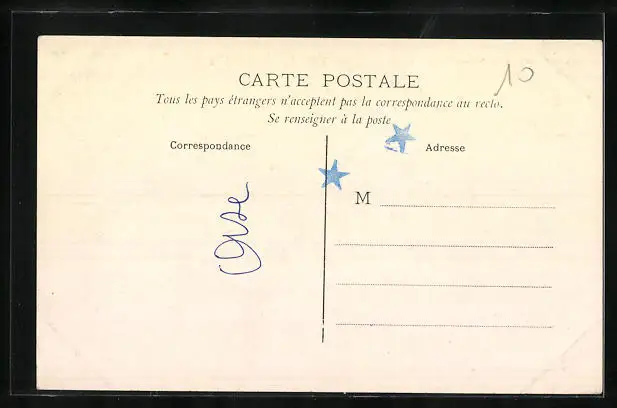 10
CARTE POSTALE
Tous les pays étrangers n'acceptent pas la correspondance au recto.
Se renseigner à la poste
Correspondance
Adresse
M
Oise